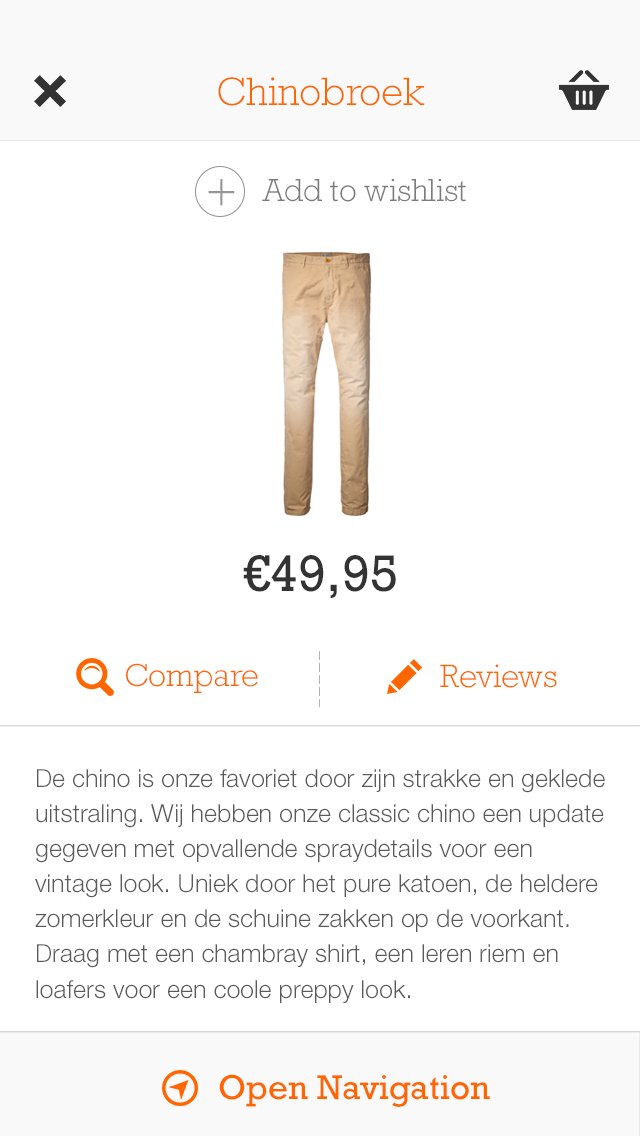 Chinobroek
Add to wishlist
€49,95
Compare
Reviews
De chino is onze favoriet door zijn strakke en geklede
uitstraling. Wij hebben onze classic chino een update
gegeven met opvallende spraydetails voor een
vintage look. Uniek door het pure katoen, de heldere
zomerkleur en de schuine zakken op de voorkant.
Draag met een chambray shirt, een leren riem en
loafers voor een coole preppy look.
Open Navigation